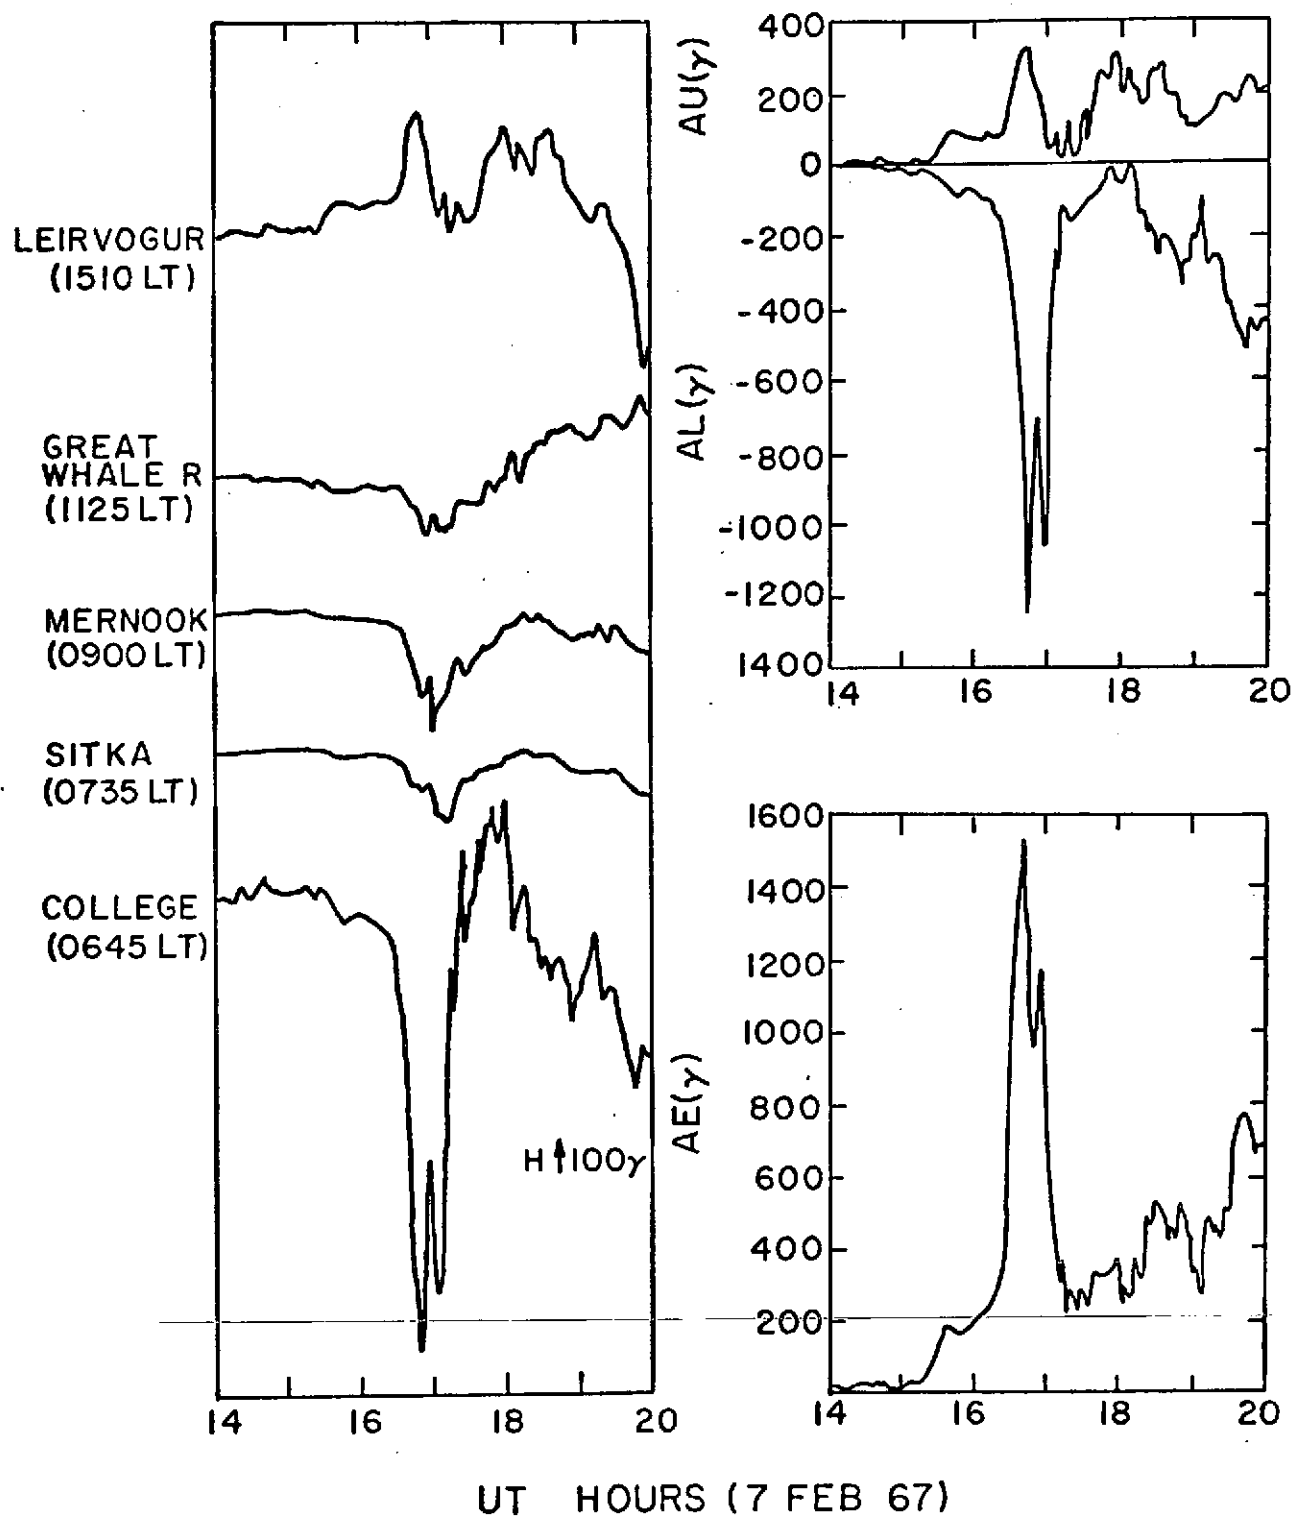 LEIRVOGUR
(1510 LT)
GREAT
WHALE R
(1125 LT)
MERNOOK
(0900 LT)
SITKA
(0735 LT)
COLLEGE
(0645 LT)
H 100γ
14 16 18 20
AU(γ)
400
200
0
AL(γ)
-200
-400
-600
-800
-1000
-1200
1400
14 16 18 20
AE(γ)
1600
1400
1200
1000
800
600
400
200
14 16 18 20
UT HOURS (7 FEB 67)